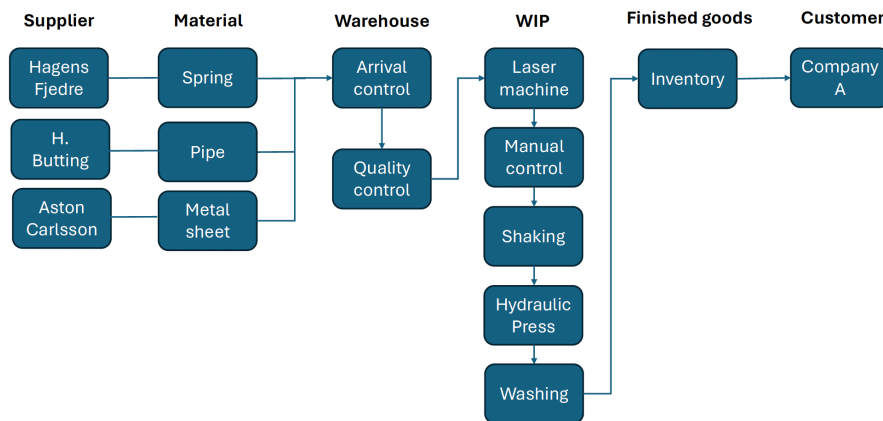 Supplier
Material
Warehouse
WIP
Finished goods
Customer
Hagens
Fjedre
Spring
Arrival
control
Laser
machine
Inventory
Company
A
H.
Butting
Pipe
Quality
control
Manual
control
Aston
Carlsson
Metal
sheet
Shaking
Hydraulic
Press
Washing